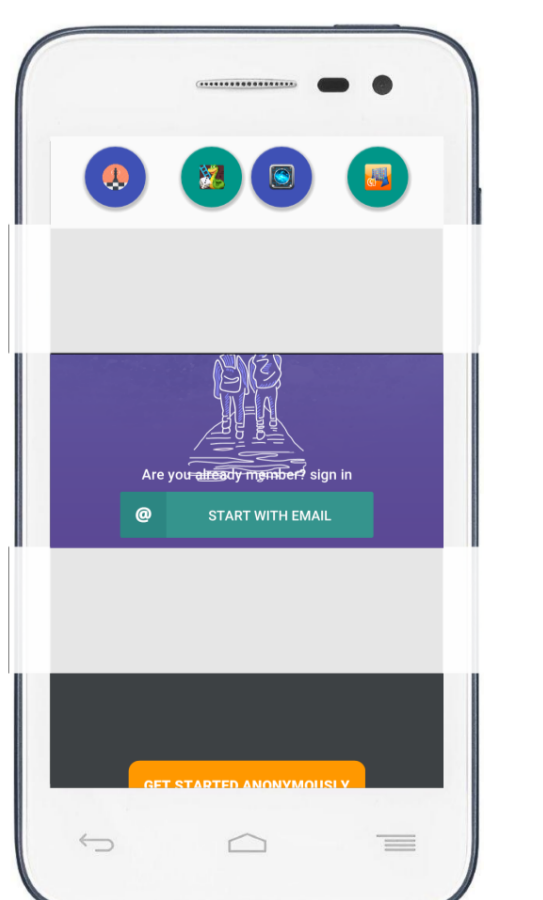 Are you already member? sign in
@ START WITH EMAIL
GET STARTED ANONYMOUSLY